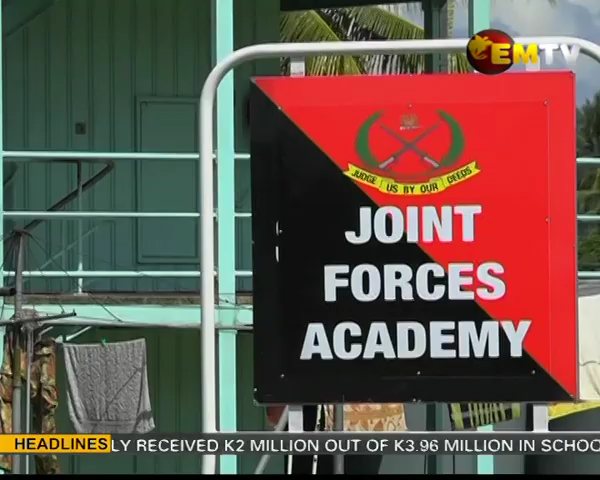 EMTV
JUDGE US BY OUR DEEDS
JOINT
FORCES
ACADEMY
HEADLINES
LY RECEIVED K2 MILLION OUT OF K3.96 MILLION IN SCHOO